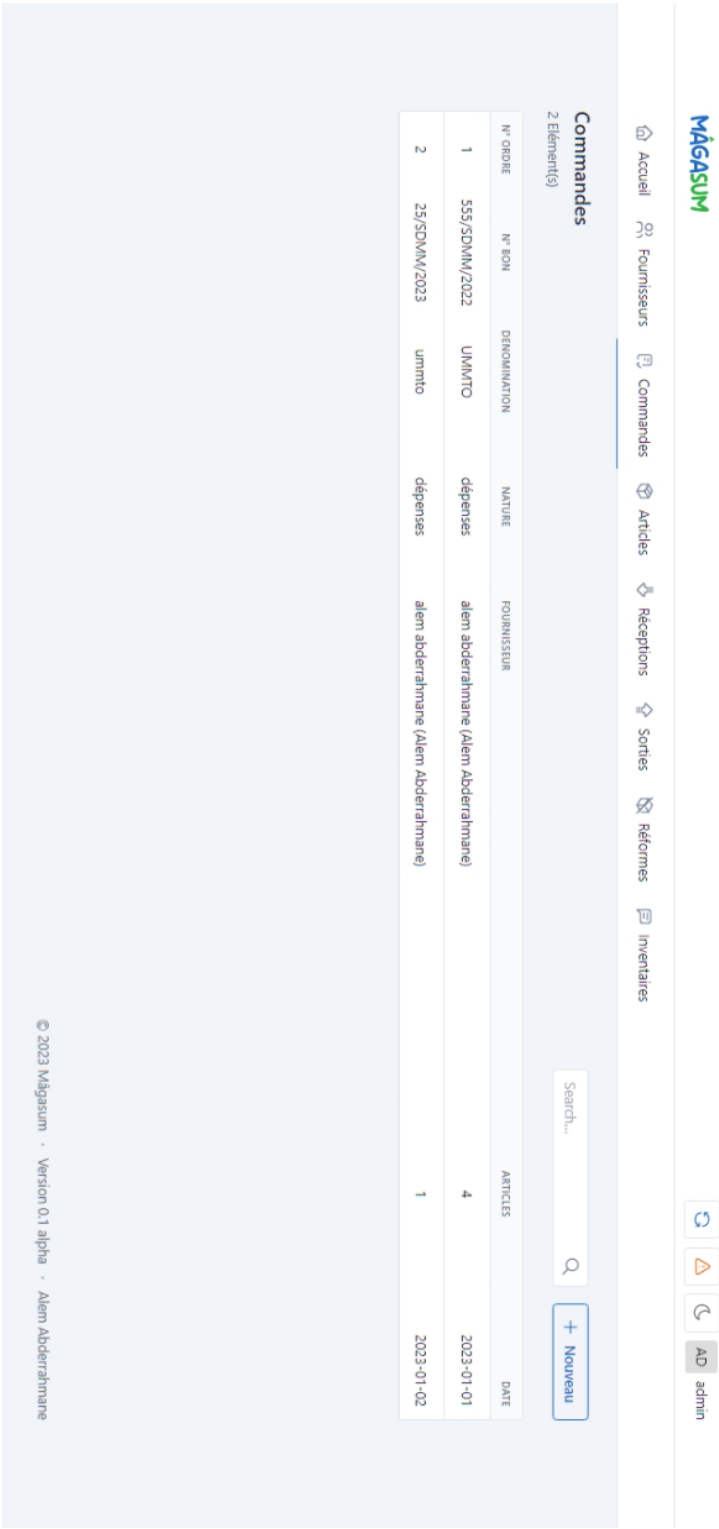 MÂGASUM
AD admin
Accueil Fournisseurs Commandes Articles Réceptions Sorties Réformes Inventaires
Commandes
2 Elément(s)
Search...
+ Nouveau
N° ORDRE N° BON DENOMINATION NATURE FOURNISSEUR ARTICLES DATE
1 555/SDMM/2022 UMMTO dépenses alem abderrahmane (Alem Abderrahmane) 4 2023-01-01
2 25/SDMM/2023 ummto dépenses alem abderrahmane (Alem Abderrahmane) 1 2023-01-02
© 2023 Mâgasum · Version 0.1 alpha · Alem Abderrahmane